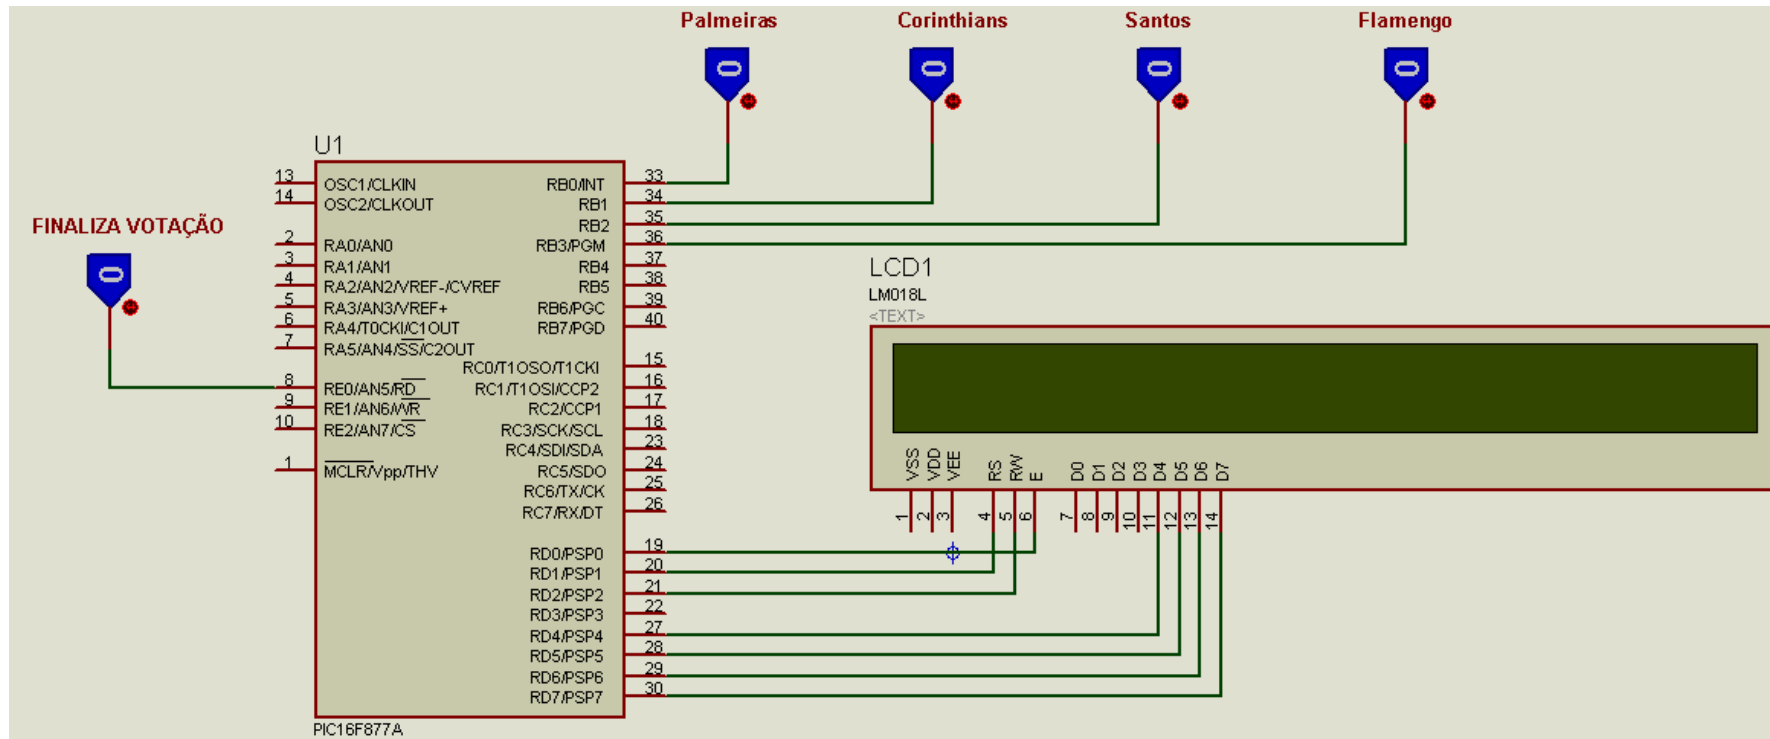 Palmeiras Corinthians Santos Flamengo
0 0 0 0
U1
13 OSC1/CLKIN RB0/INT 33
14 OSC2/CLKOUT RB1 34
RB2 35
FINALIZA VOTAÇÃO
0
2 RA0/AN0 RB3/PGM 36
3 RA1/AN1 RB4 37
4 RA2/AN2/VREF-/CVREF RB5 38
5 RA3/AN3/VREF+ RB6/PGC 39
6 RA4/T0CKI/C1OUT RB7/PGD 40
7 RA5/AN4/SS/C2OUT
RC0/T1OSO/T1CKI 15
8 RE0/AN5/RD RC1/T1OSI/CCP2 16
9 RE1/AN6/WR RC2/CCP1 17
10 RE2/AN7/CS RC3/SCK/SCL 18
RC4/SDI/SDA 23
1 MCLR/Vpp/THV RC5/SDO 24
RC6/TX/CK 25
RC7/RX/DT 26
RD0/PSP0 19
RD1/PSP1 20
RD2/PSP2 21
RD3/PSP3 22
RD4/PSP4 27
RD5/PSP5 28
RD6/PSP6 29
RD7/PSP7 30
PIC16F877A
LCD1
LM018L
<TEXT>
VSS VDD VEE RS RW E D0 D1 D2 D3 D4 D5 D6 D7
1 2 3 4 5 6 7 8 9 10 11 12 13 14